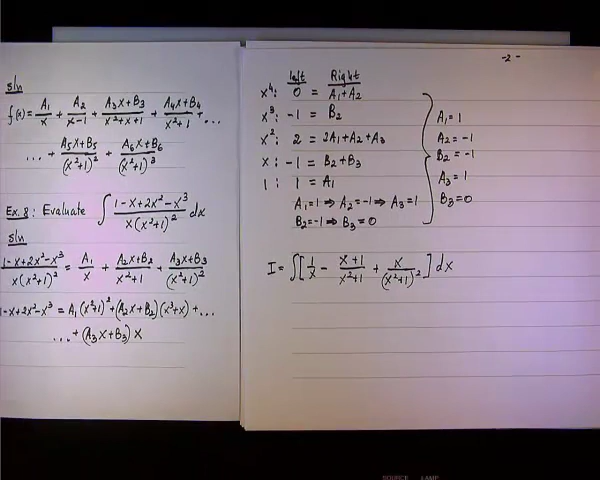 sln
f(x) = A₁/x + A₂/(x-1) + (A₃x+B₃)/(x²+x+1) + (A₄x+B₄)/(x²+1) + ...
... + (A₅x+B₅)/(x²+1)² + (A₆x+B₆)/(x²+1)³
Ex. 8: Evaluate ∫ (1-x+2x²-x³)/(x(x²+1)²) dx
sln
(1-x+2x²-x³)/(x(x²+1)²) = A₁/x + (A₂x+B₂)/(x²+1) + (A₃x+B₃)/(x²+1)²
1-x+2x²-x³ = A₁(x²+1)² + (A₂x+B₂)(x³+x) + ...
... + (A₃x+B₃)x
-2-
left Right
x⁴: 0 = A₁+A₂
x³: -1 = B₂
x²: 2 = 2A₁+A₂+A₃
x: -1 = B₂+B₃
1: 1 = A₁
A₁=1 ⇒ A₂=-1 ⇒ A₃=1
B₂=-1 ⇒ B₃=0
A₁=1
A₂=-1
B₂=-1
A₃=1
B₃=0
I = ∫[1/x - (x+1)/(x²+1) + x/(x²+1)²] dx
SOURCE LAMP